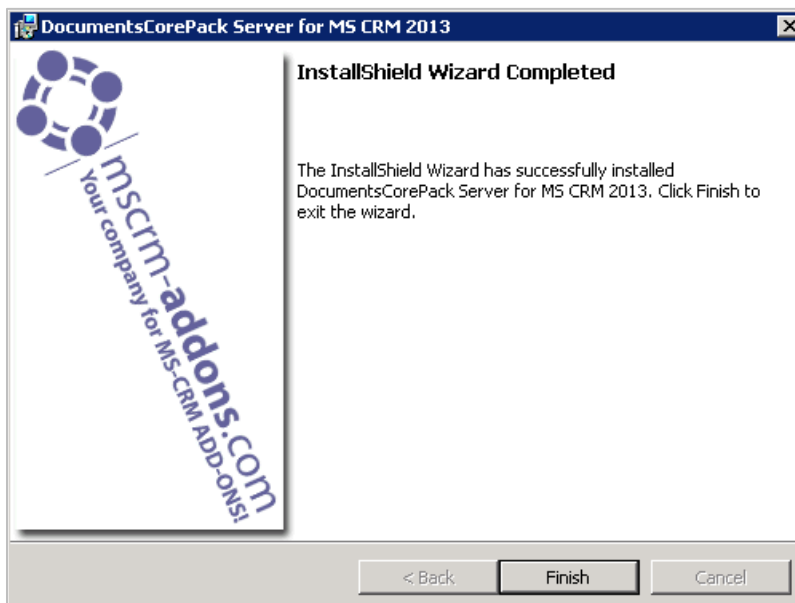 DocumentsCorePack Server for MS CRM 2013
InstallShield Wizard Completed
The InstallShield Wizard has successfully installed
DocumentsCorePack Server for MS CRM 2013. Click Finish to
exit the wizard.
mscrm-addons.com
Your company for MS-CRM ADD-ONS!
< Back
Finish
Cancel